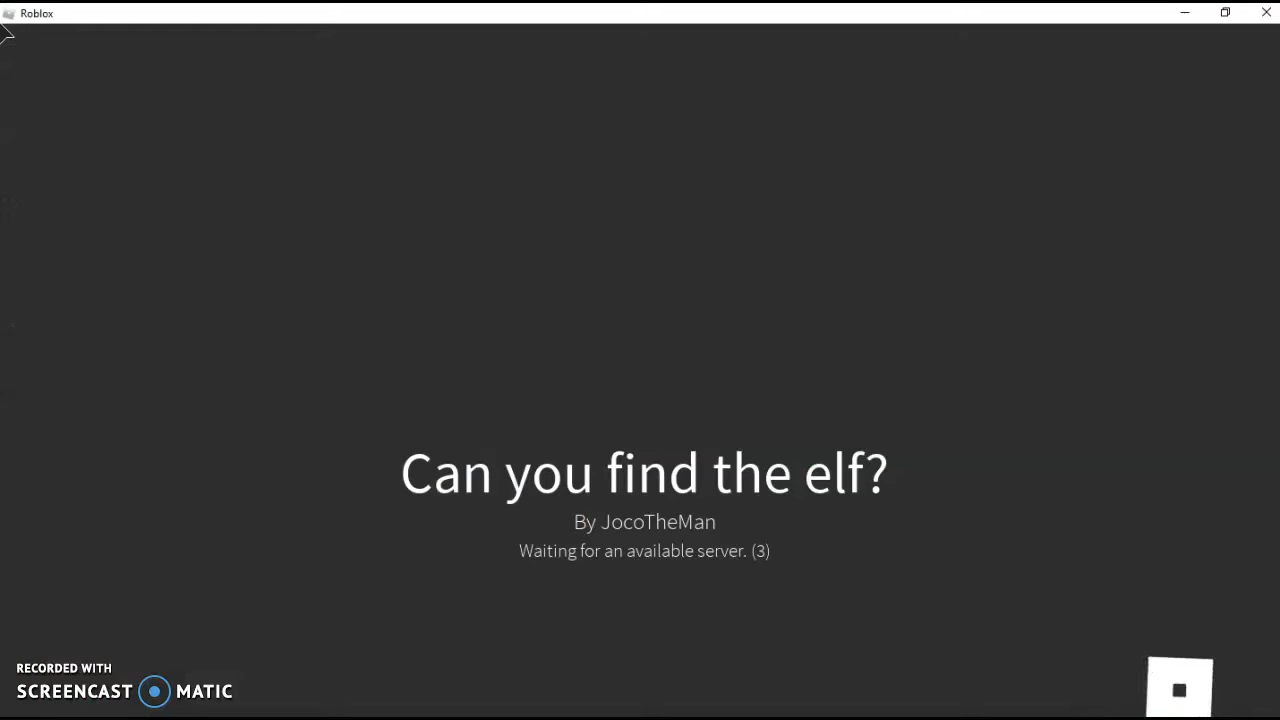 Roblox
Can you find the elf?
By JocoTheMan
Waiting for an available server. (3)
RECORDED WITH
SCREENCAST MATIC